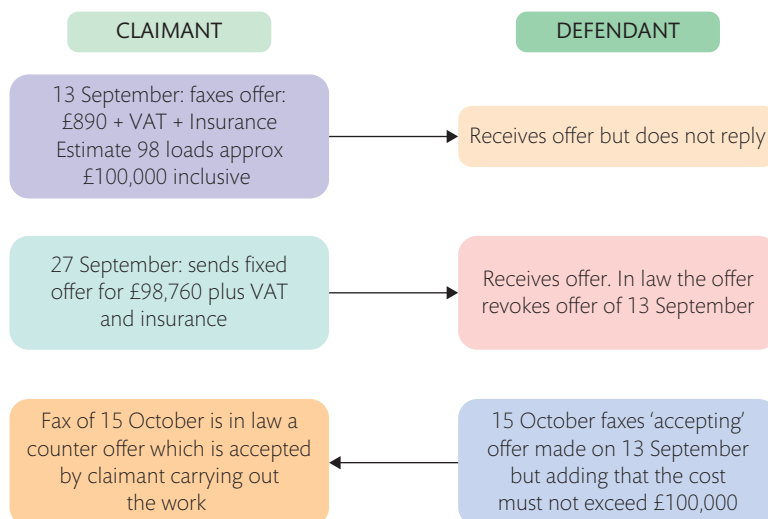 CLAIMANT
DEFENDANT
13 September: faxes offer:
£890 + VAT + Insurance
Estimate 98 loads approx
£100,000 inclusive
Receives offer but does not reply
27 September: sends fixed
offer for £98,760 plus VAT
and insurance
Receives offer. In law the offer
revokes offer of 13 September
Fax of 15 October is in law a
counter offer which is accepted
by claimant carrying out
the work
15 October faxes ‘accepting’
offer made on 13 September
but adding that the cost
must not exceed £100,000